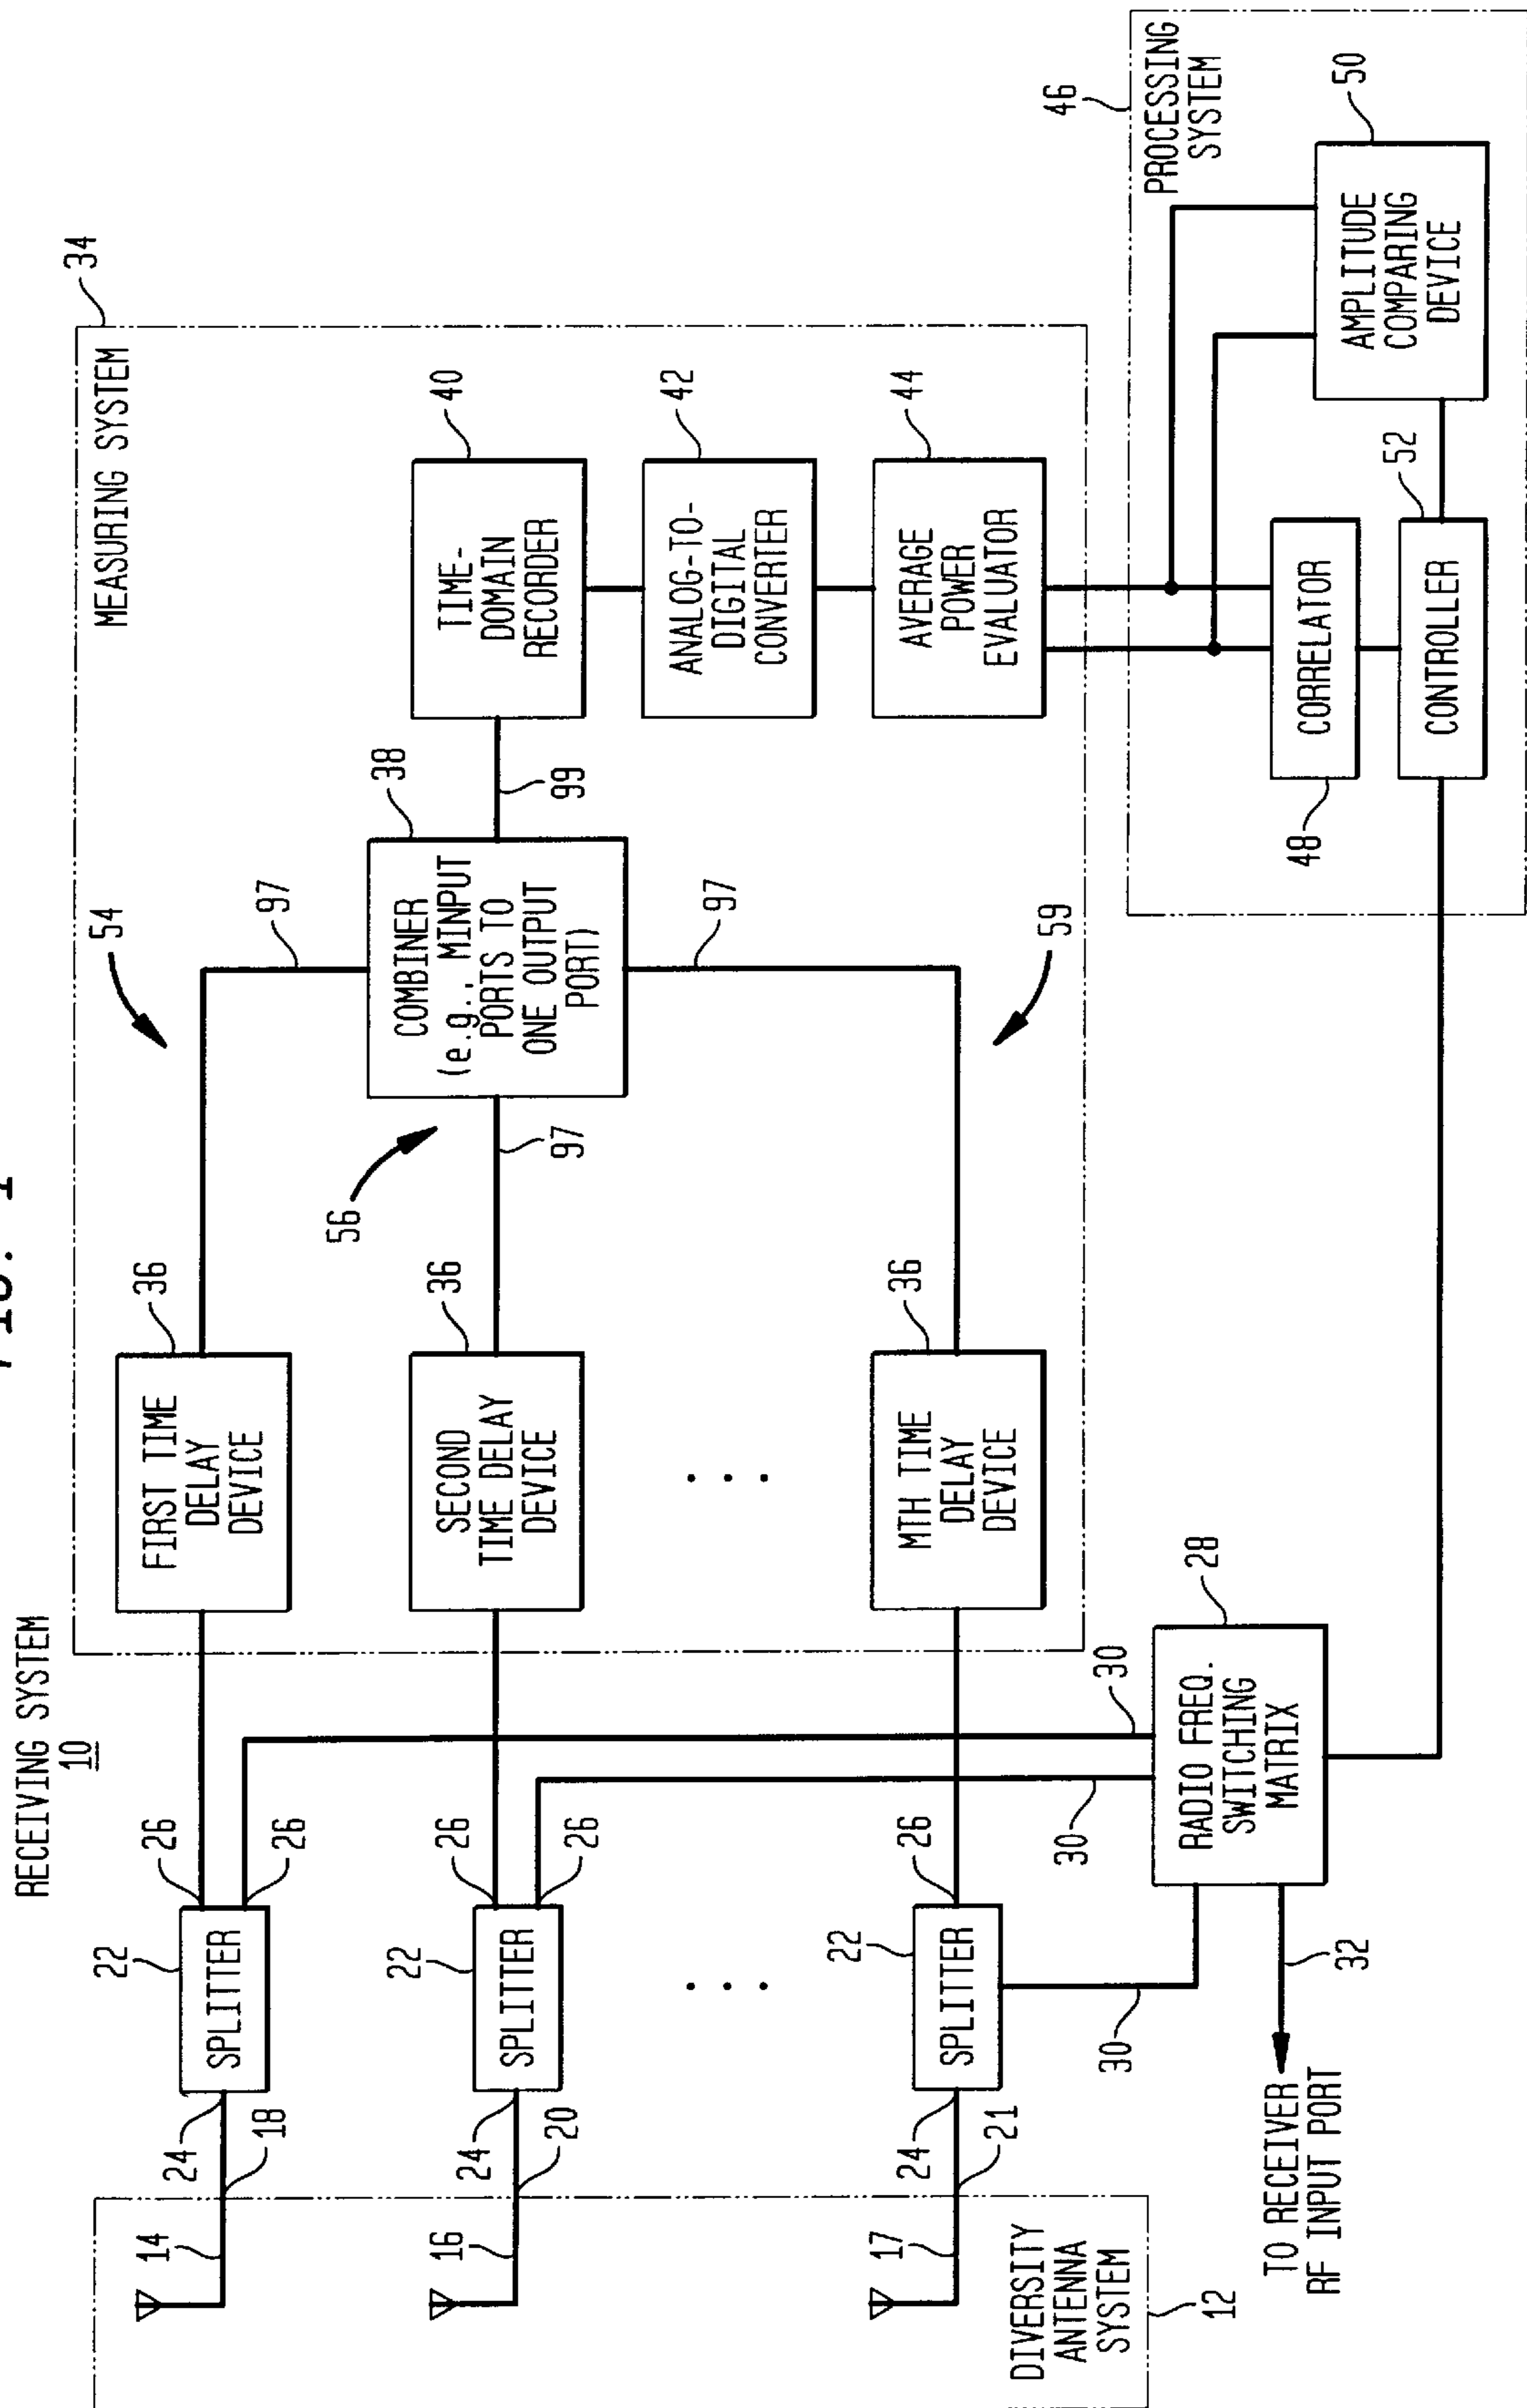 FIG. 1
RECEIVING SYSTEM
10
MEASURING SYSTEM
34
FIRST TIME
DELAY
DEVICE
36
54
97
26
26
SPLITTER
22
24
18
14
SECOND
TIME DELAY
DEVICE
36
56
97
COMBINER
(e.g., MINPUT
PORTS TO
ONE OUTPUT
PORT)
38
99
TIME-
DOMAIN
RECORDER
40
ANALOG-TO-
DIGITAL
CONVERTER
42
26
26
SPLITTER
22
24
20
16
...
...
MTH TIME
DELAY
DEVICE
36
59
97
AVERAGE
POWER
EVALUATOR
44
26
SPLITTER
22
24
21
17
DIVERSITY
ANTENNA
SYSTEM
12
30
30
30
RADIO FREQ.
SWITCHING
MATRIX
28
32
TO RECEIVER
RF INPUT PORT
46
PROCESSING
SYSTEM
CORRELATOR
48
CONTROLLER
52
AMPLITUDE
COMPARING
DEVICE
50